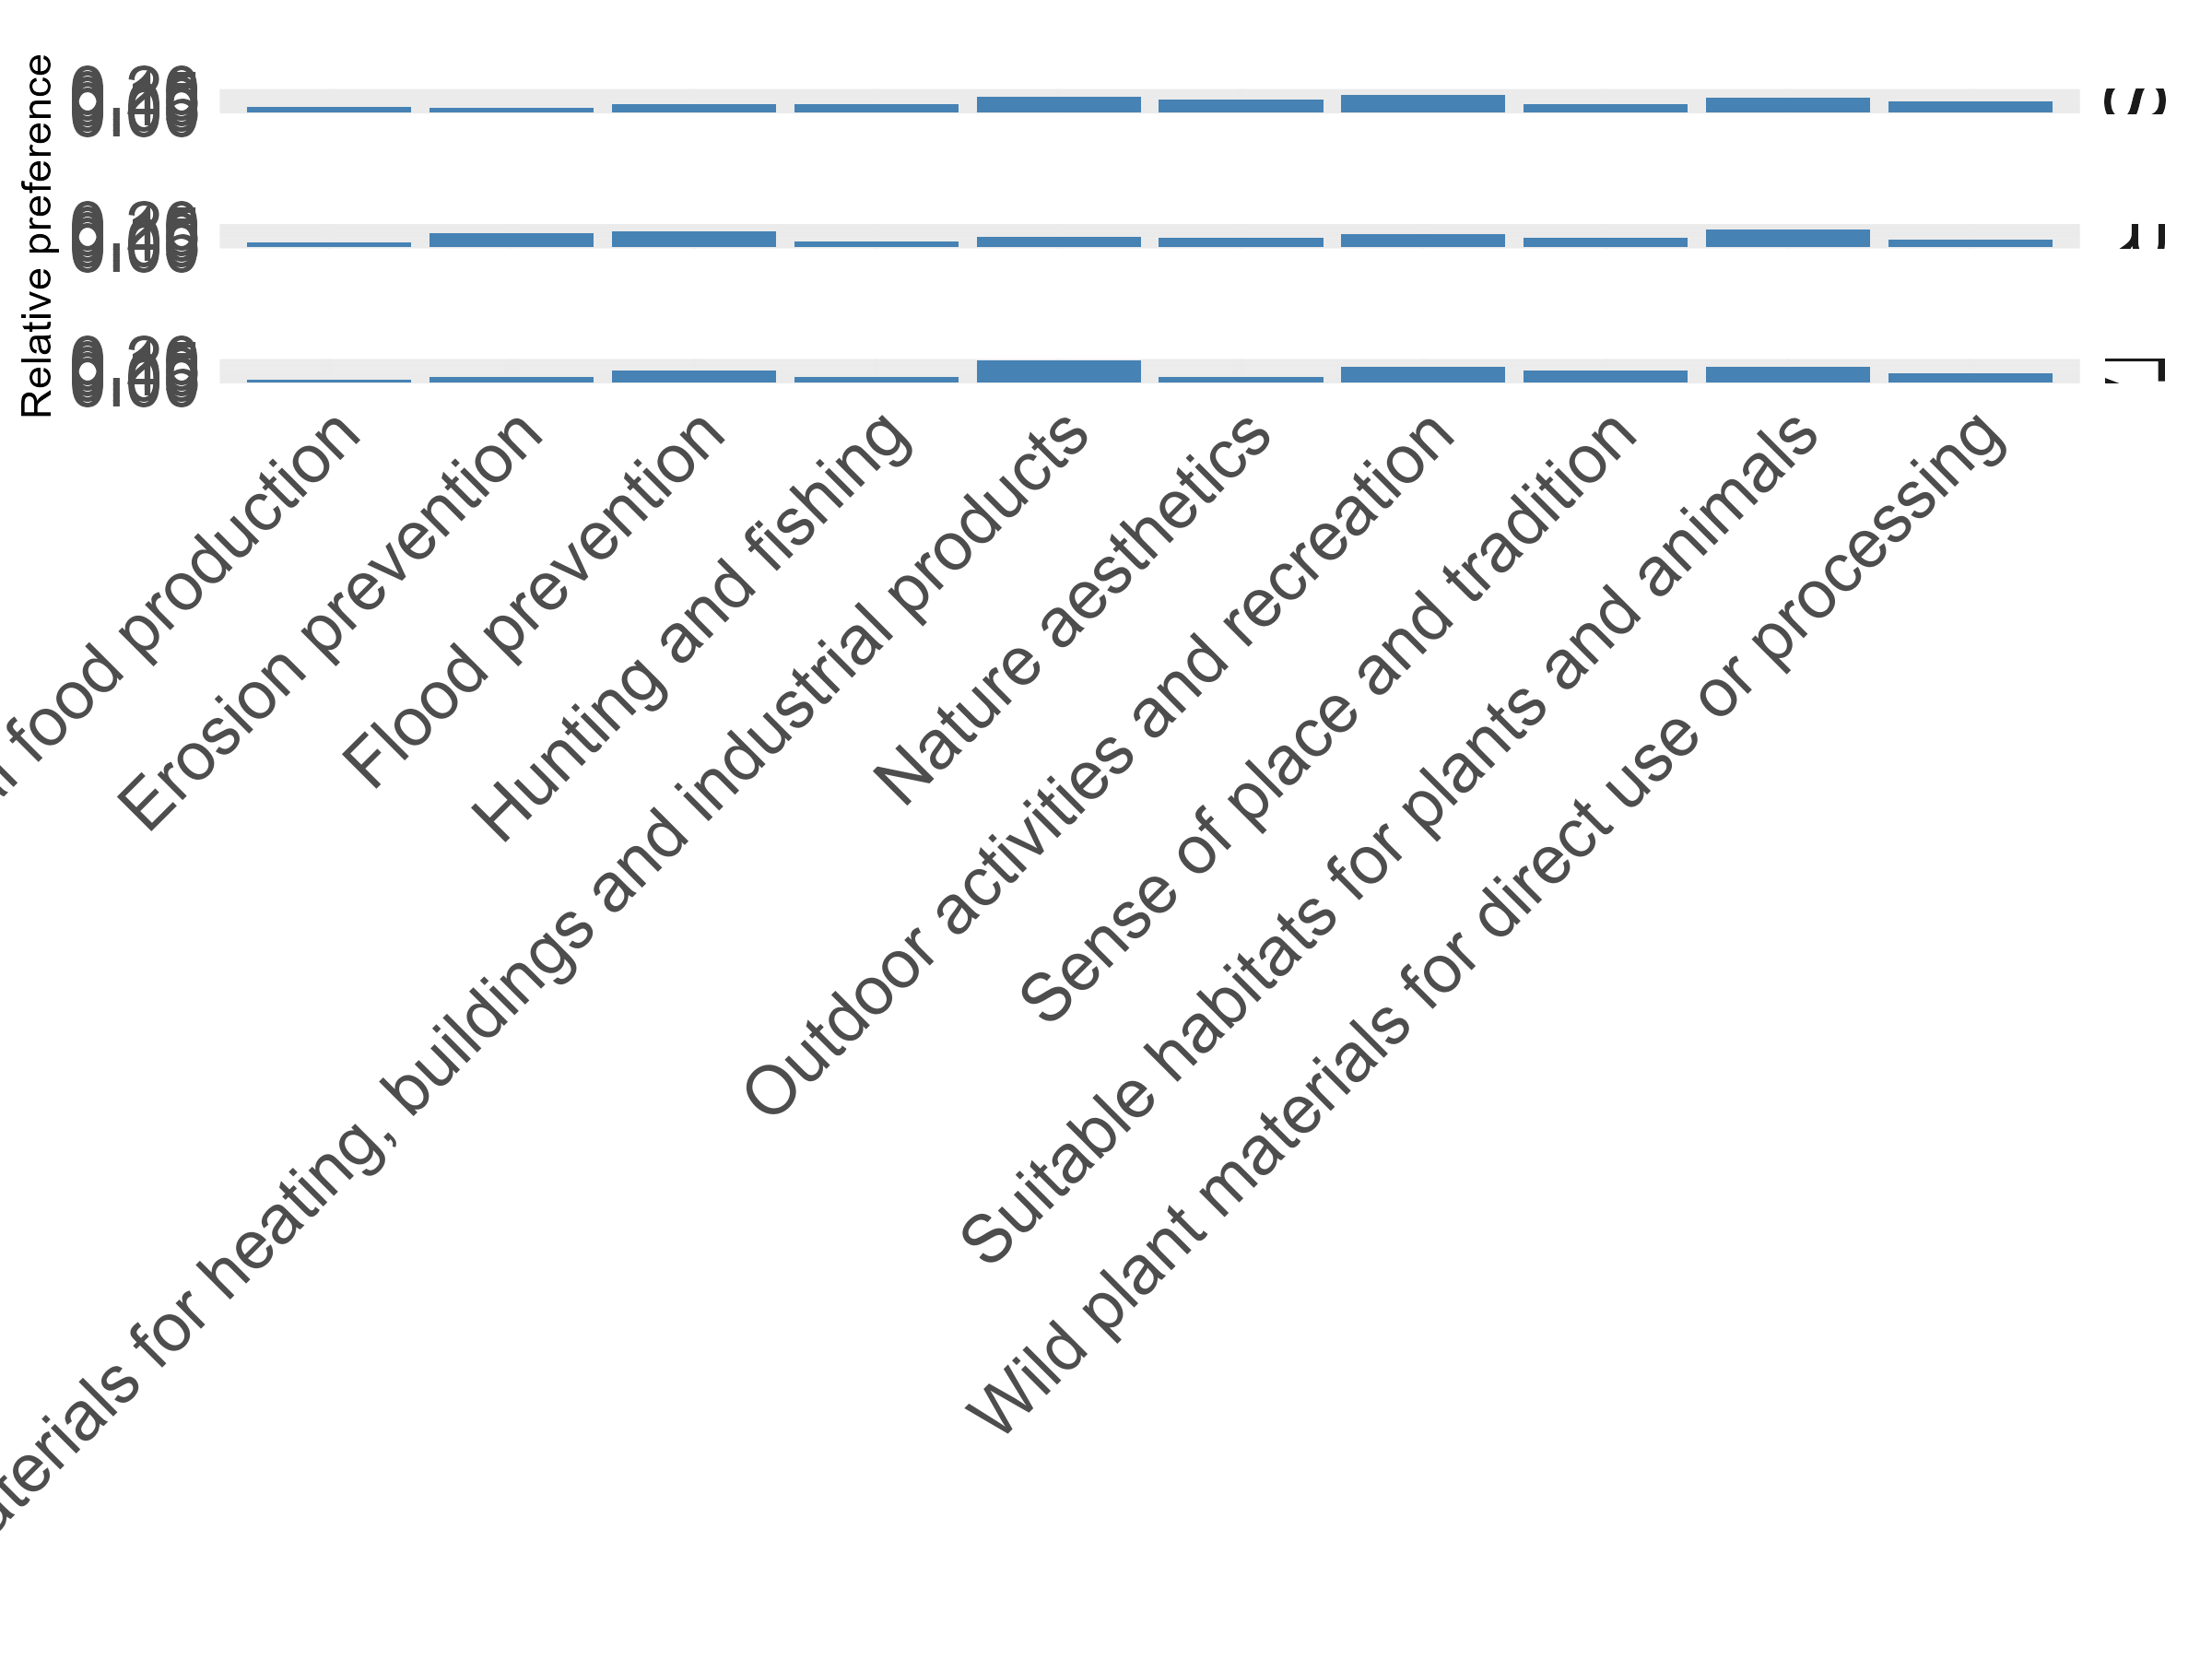 Relative preference
food production
Erosion prevention
Flood prevention
Hunting and fishing
for heating, buildings and industrial products
Nature aesthetics
Outdoor activities and recreation
Sense of place and tradition
Suitable habitats for plants and animals
Wild plant materials for direct use or processing